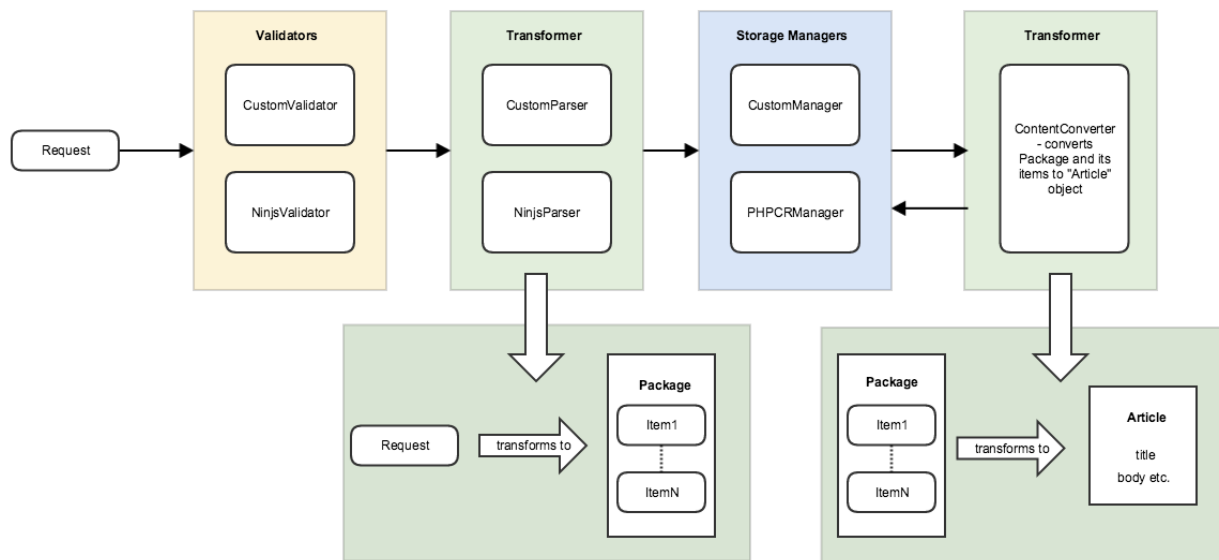 Validators
Transformer
Storage Managers
Transformer
CustomValidator
CustomParser
CustomManager
Request
ContentConverter
- converts
Package and its
items to "Article"
object
NinjsValidator
NinjsParser
PHPCRManager
Package
Item1
Request
transforms to
ItemN
Package
Item1
transforms to
ItemN
Article
title
body etc.